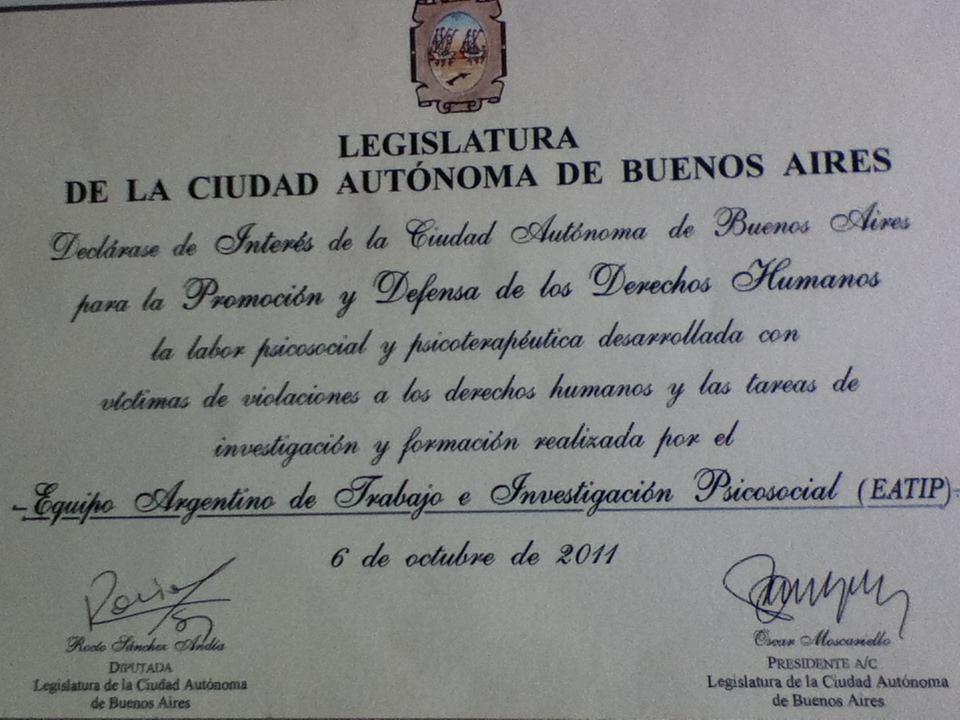 LEGISLATURA
DE LA CIUDAD AUTÓNOMA DE BUENOS AIRES
Declárase de Interés de la Ciudad Autónoma de Buenos Aires
para la Promoción y Defensa de los Derechos Humanos
la labor psicosocial y psicoterapéutica desarrollada con
víctimas de violaciones a los derechos humanos y las tareas de
investigación y formación realizada por el
-Equipo Argentino de Trabajo e Investigación Psicosocial (EATIP)-
6 de octubre de 2011
Rocío Sánchez Andía
DIPUTADA
Legislatura de la Ciudad Autónoma
de Buenos Aires
Oscar Moscariello
PRESIDENTE A/C
Legislatura de la Ciudad Autónoma
de Buenos Aires